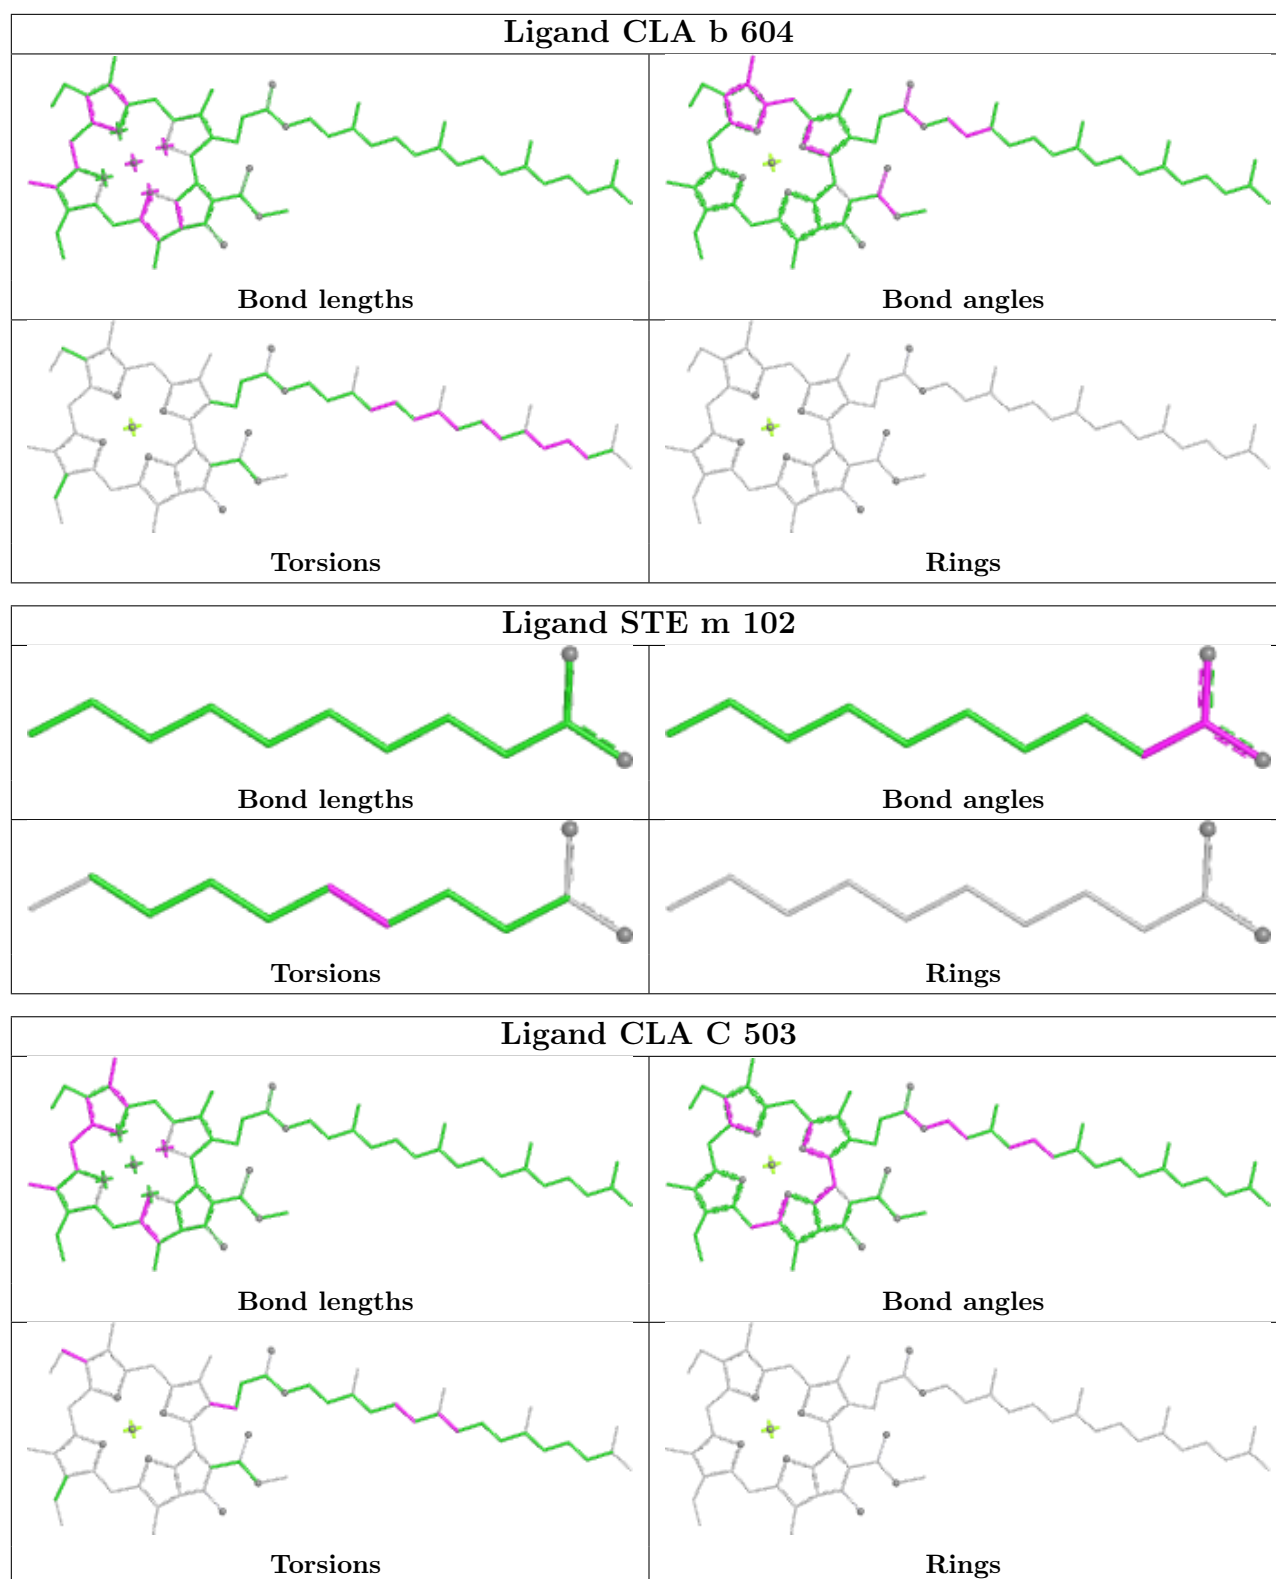 Ligand CLA b 604
Bond lengths
Bond angles
Torsions
Rings
Ligand STE m 102
Bond lengths
Bond angles
Torsions
Rings
Ligand CLA C 503
Bond lengths
Bond angles
Torsions
Rings